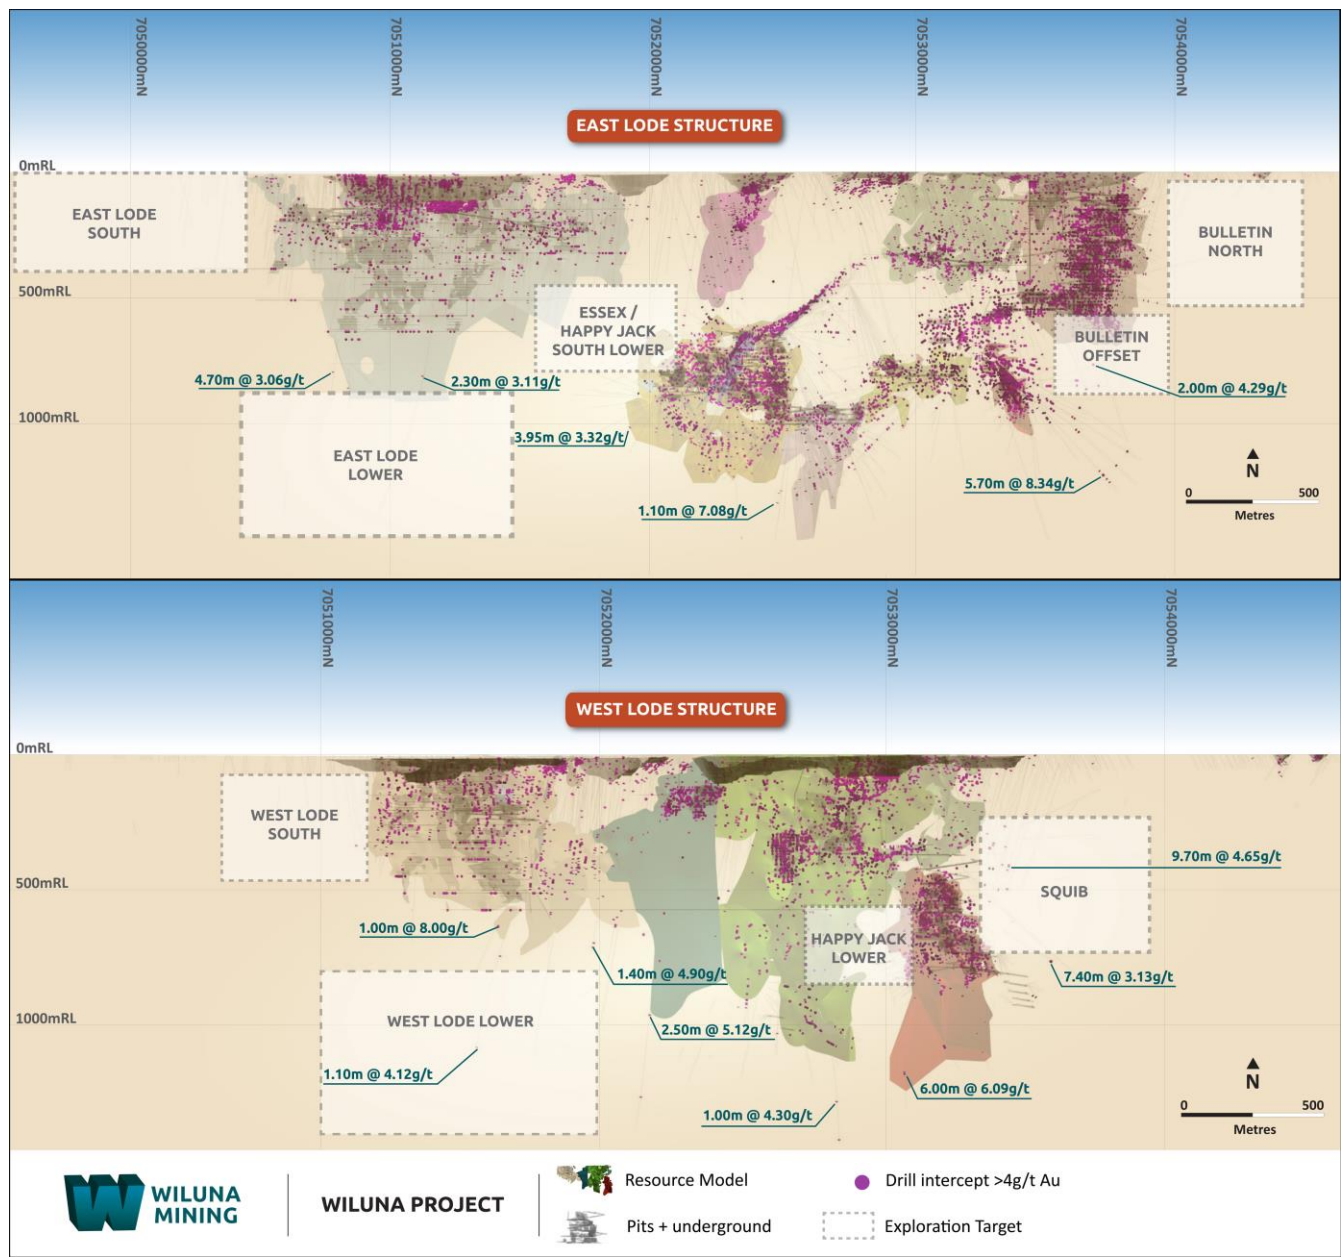 7050000mN
7051000mN
7052000mN
7053000mN
7054000mN
EAST LODE STRUCTURE
0mRL
EAST LODE
SOUTH
BULLETIN
NORTH
500mRL
ESSEX /
HAPPY JACK
SOUTH LOWER
BULLETIN
OFFSET
4.70m @ 3.06g/t
2.30m @ 3.11g/t
2.00m @ 4.29g/t
1000mRL
3.95m @ 3.32g/t
EAST LODE
LOWER
5.70m @ 8.34g/t
1.10m @ 7.08g/t
N
0 500
Metres
7051000mN
7052000mN
7053000mN
7054000mN
WEST LODE STRUCTURE
0mRL
WEST LODE
SOUTH
9.70m @ 4.65g/t
500mRL
SQUIB
1.00m @ 8.00g/t
HAPPY JACK
LOWER
1.40m @ 4.90g/t
7.40m @ 3.13g/t
1000mRL
WEST LODE LOWER
2.50m @ 5.12g/t
1.10m @ 4.12g/t
6.00m @ 6.09g/t
1.00m @ 4.30g/t
N
0 500
Metres
WILUNA
MINING
WILUNA PROJECT
Resource Model
Drill intercept >4g/t Au
Pits + underground
Exploration Target